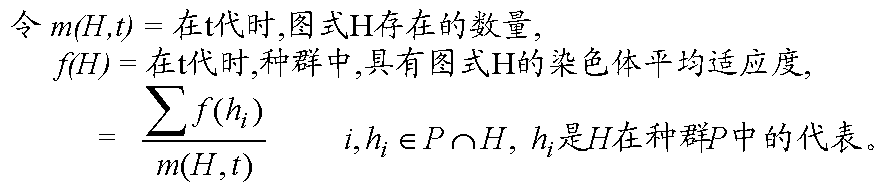 令 m(H,t) = 在t代时,图式H存在的数量,
f(H) = 在t代时,种群中,具有图式H的染色体平均适应度,
= ∑ f(h_i) / m(H,t)    i,h_i ∈ P ∩ H, h_i是H在种群P中的代表。